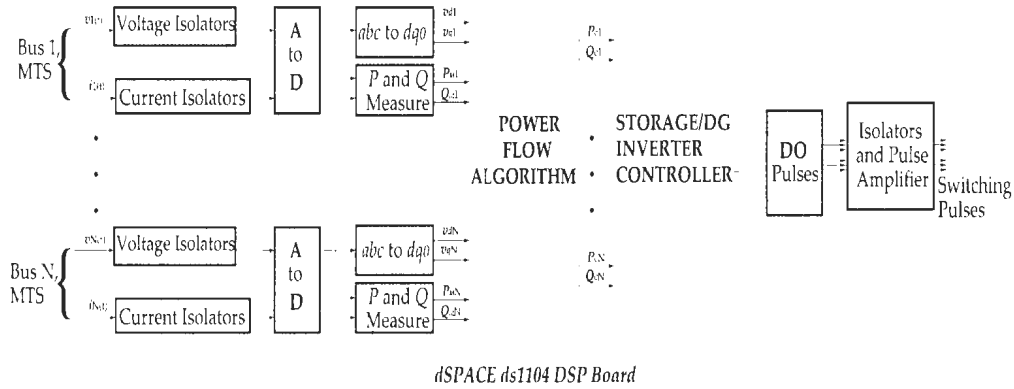 Bus 1,
MTS
Voltage Isolators
Current Isolators
A
to
D
abc to dq0
P and Q
Measure
POWER
FLOW
ALGORITHM
STORAGE/DG
INVERTER
CONTROLLER
DO
Pulses
Isolators
and Pulse
Amplifier
Switching
Pulses
Bus N,
MTS
Voltage Isolators
Current Isolators
A
to
D
abc to dq0
P and Q
Measure
dSPACE ds1104 DSP Board